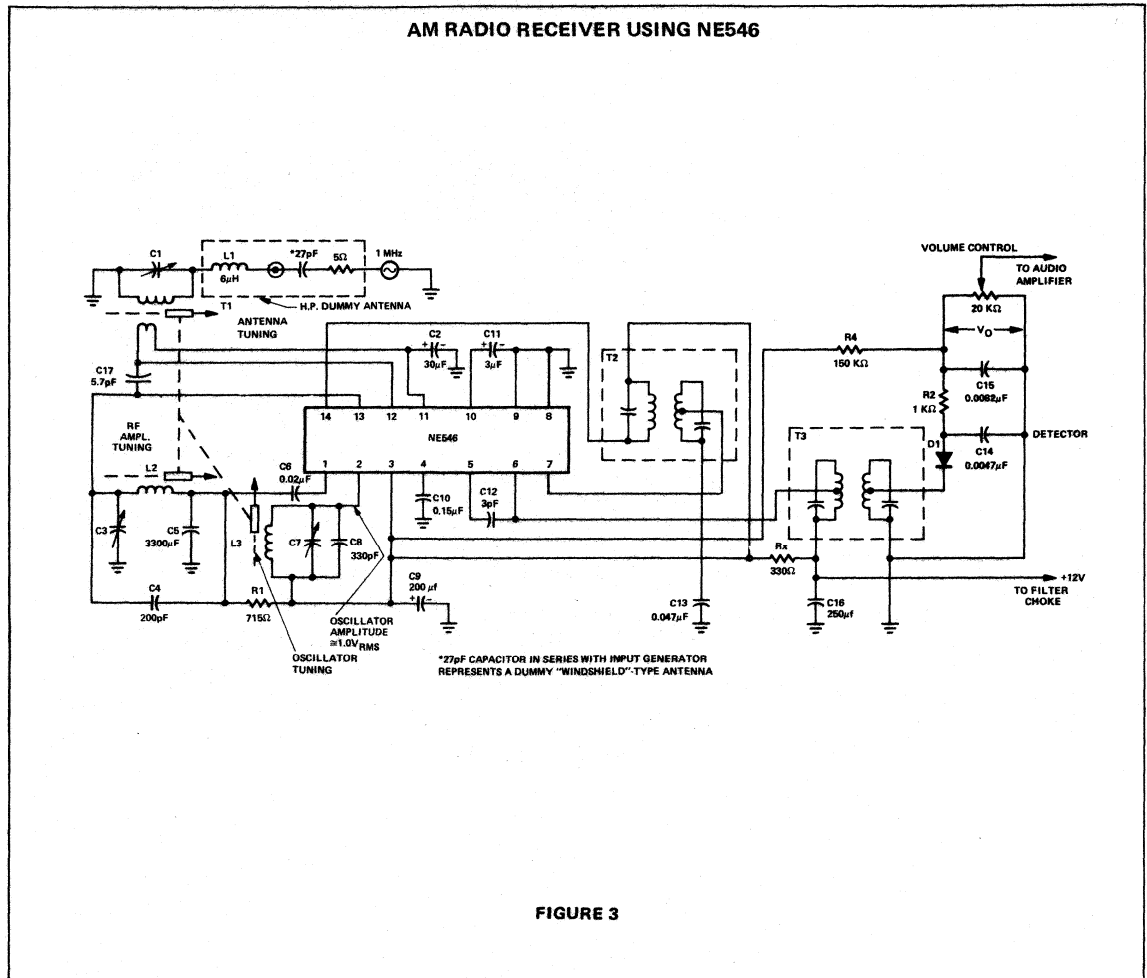 AM RADIO RECEIVER USING NE546
C1
L1
6μH
*27pF
5Ω
1 MHz
H.P. DUMMY ANTENNA
T1
ANTENNA
TUNING
C17
5.7pF
C2
30μF
C11
3μF
14
13
12
11
10
9
8
NE546
1
2
3
4
5
6
7
RF
AMPL.
TUNING
L2
C3
C5
3300μF
C6
0.02μF
L3
C7
C8
330pF
C10
0.15μF
C12
3pF
C4
200pF
R1
715Ω
C9
200 μf
OSCILLATOR
AMPLITUDE
≅1.0VRMS
OSCILLATOR
TUNING
*27pF CAPACITOR IN SERIES WITH INPUT GENERATOR
REPRESENTS A DUMMY "WINDSHIELD"-TYPE ANTENNA
T2
C13
0.047μF
VOLUME CONTROL
TO AUDIO
AMPLIFIER
20 KΩ
VO
R4
150 KΩ
C15
0.0082μF
R2
1 KΩ
D1
DETECTOR
C14
0.0047μF
T3
Rx
330Ω
+12V
TO FILTER
CHOKE
C16
250μf
FIGURE 3